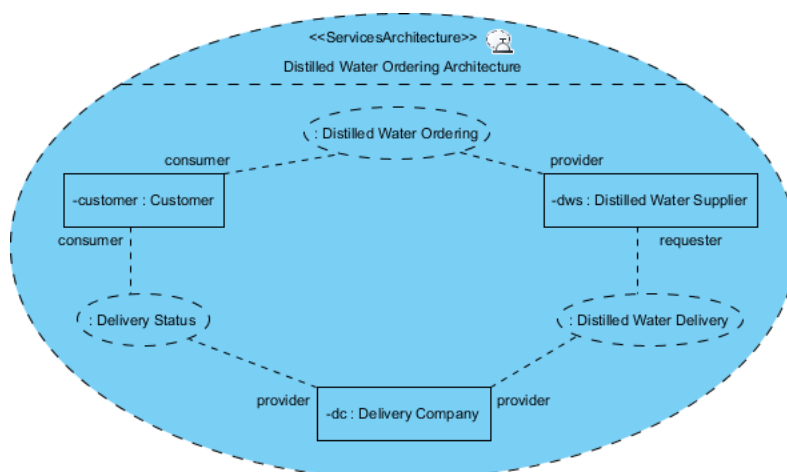 <<ServicesArchitecture>>
Distilled Water Ordering Architecture
: Distilled Water Ordering
consumer
provider
-customer : Customer
-dws : Distilled Water Supplier
consumer
requester
: Delivery Status
: Distilled Water Delivery
provider
provider
-dc : Delivery Company